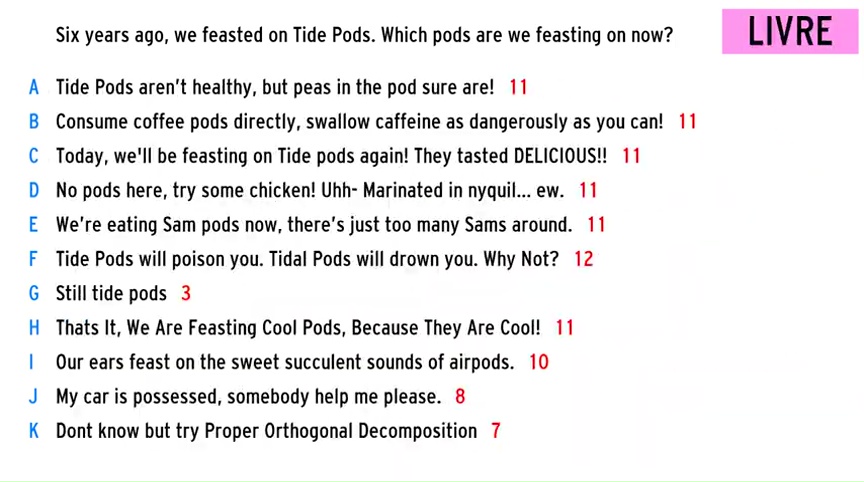 Six years ago, we feasted on Tide Pods. Which pods are we feasting on now?
LIVRE
A Tide Pods aren't healthy, but peas in the pod sure are! 11
B Consume coffee pods directly, swallow caffeine as dangerously as you can! 11
C Today, we'll be feasting on Tide pods again! They tasted DELICIOUS!! 11
D No pods here, try some chicken! Uhh- Marinated in nyquil... ew. 11
E We're eating Sam pods now, there's just too many Sams around. 11
F Tide Pods will poison you. Tidal Pods will drown you. Why Not? 12
G Still tide pods 3
H Thats It, We Are Feasting Cool Pods, Because They Are Cool! 11
I Our ears feast on the sweet succulent sounds of airpods. 10
J My car is possessed, somebody help me please. 8
K Dont know but try Proper Orthogonal Decomposition 7